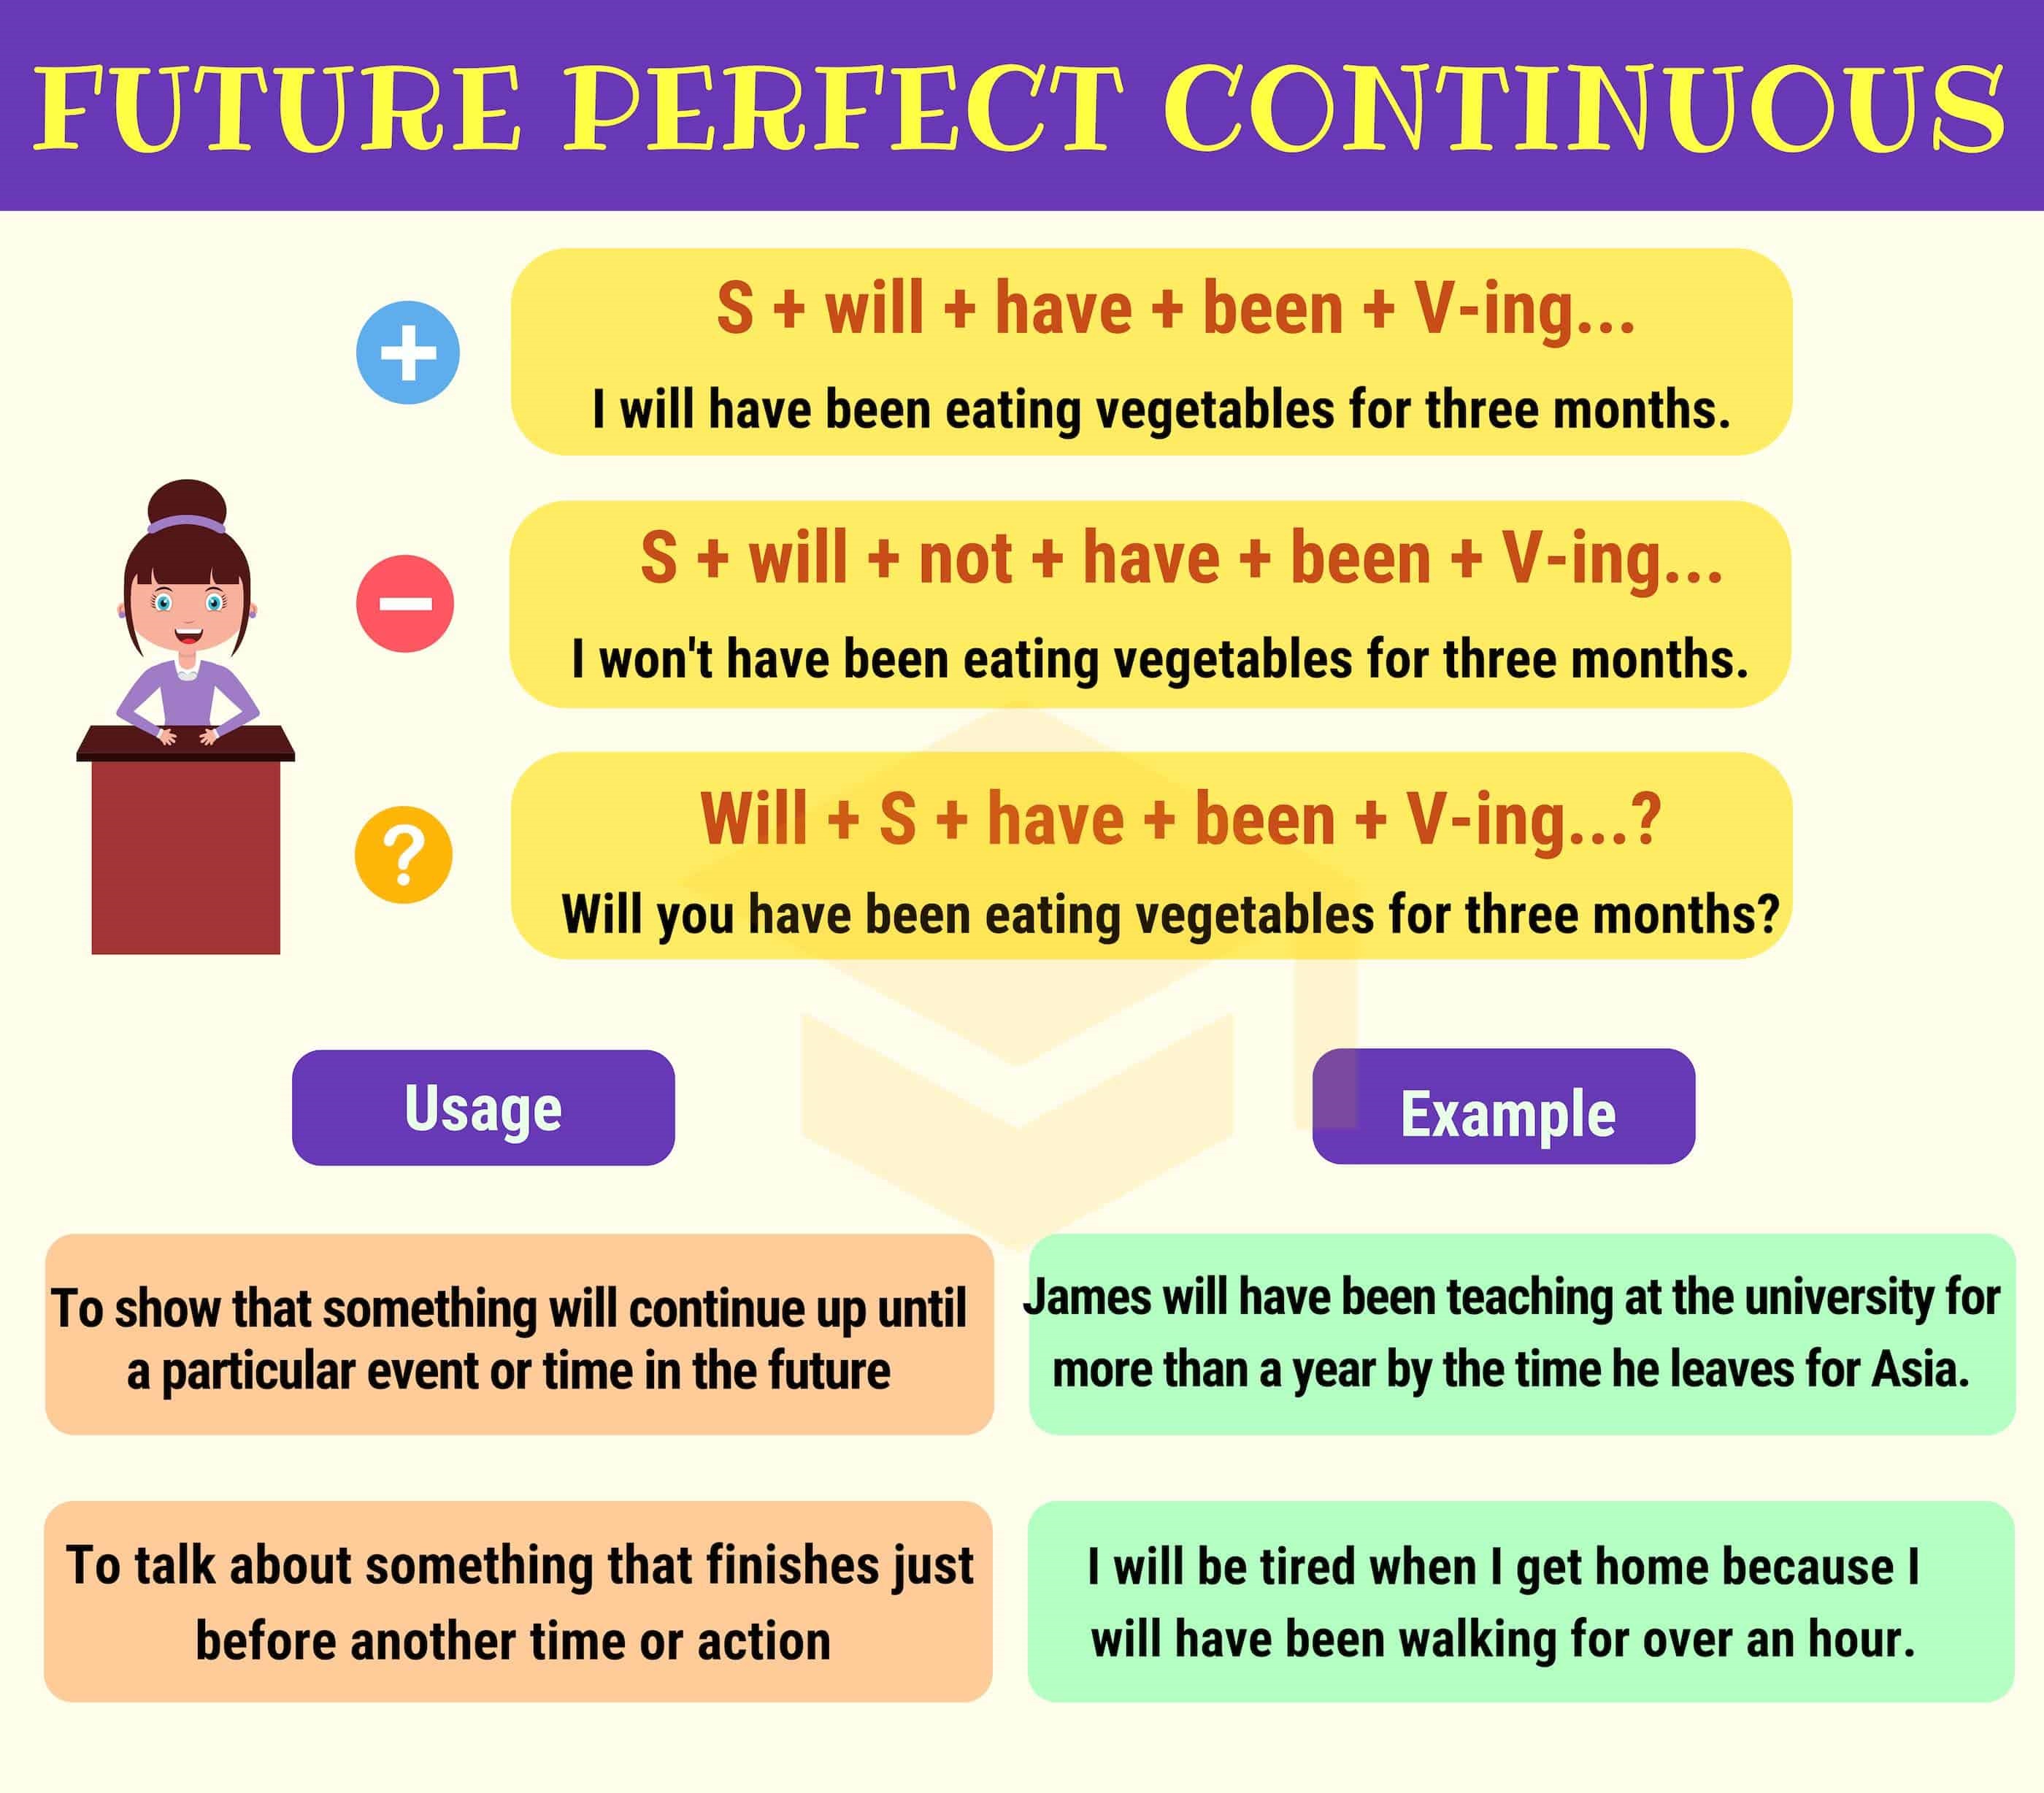 FUTURE PERFECT CONTINUOUS
S + will + have + been + V-ing...
I will have been eating vegetables for three months.
S + will + not + have + been + V-ing...
I won't have been eating vegetables for three months.
Will + S + have + been + V-ing...?
Will you have been eating vegetables for three months?
Usage
Example
To show that something will continue up until
a particular event or time in the future
James will have been teaching at the university for
more than a year by the time he leaves for Asia.
To talk about something that finishes just
before another time or action
I will be tired when I get home because I
will have been walking for over an hour.